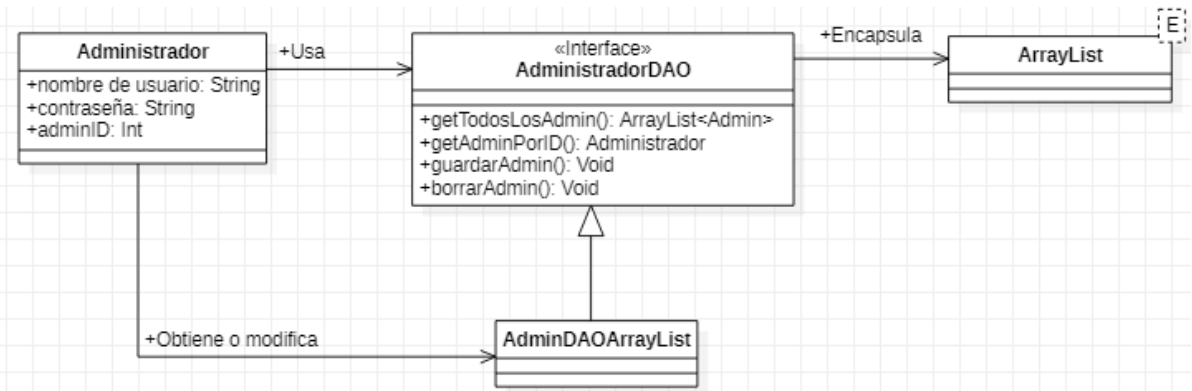 Administrador
+nombre de usuario: String
+contraseña: String
+adminID: Int
+Usa
«Interface»
AdministradorDAO
+getTodosLosAdmin(): ArrayList<Admin>
+getAdminPorID(): Administrador
+guardarAdmin(): Void
+borrarAdmin(): Void
+Encapsula
E
ArrayList
+Obtiene o modifica
AdminDAOArrayList